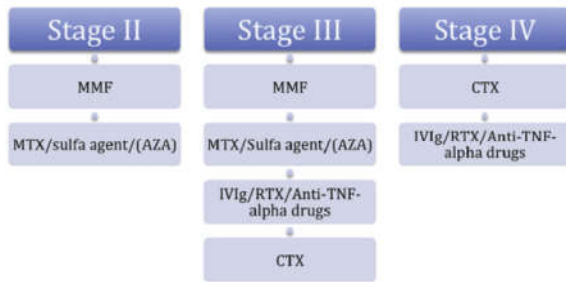 Stage II
MMF
MTX/sulfa agent/(AZA)
Stage III
MMF
MTX/Sulfa agent/(AZA)
IVIg/RTX/Anti-TNF-
alpha drugs
CTX
Stage IV
CTX
IVIg/RTX/Anti-TNF-
alpha drugs